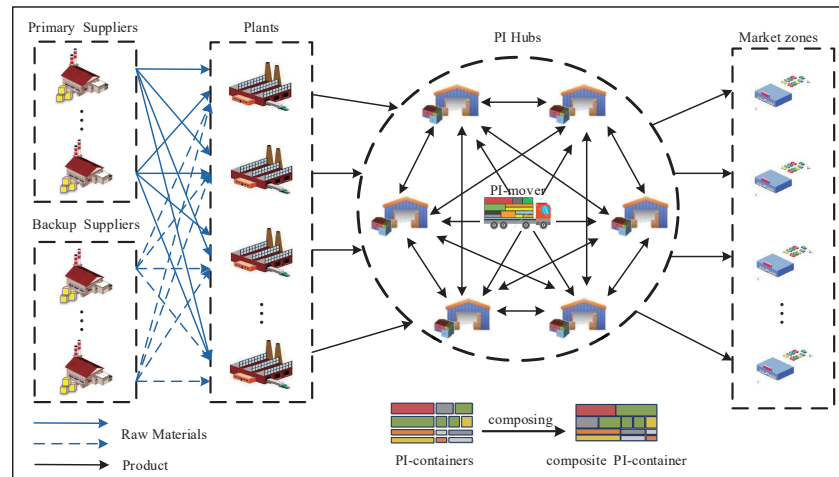 Primary Suppliers
Plants
PI Hubs
Market zones
PI-mover
Backup Suppliers
Raw Materials
Product
composing
PI-containers
composite PI-container